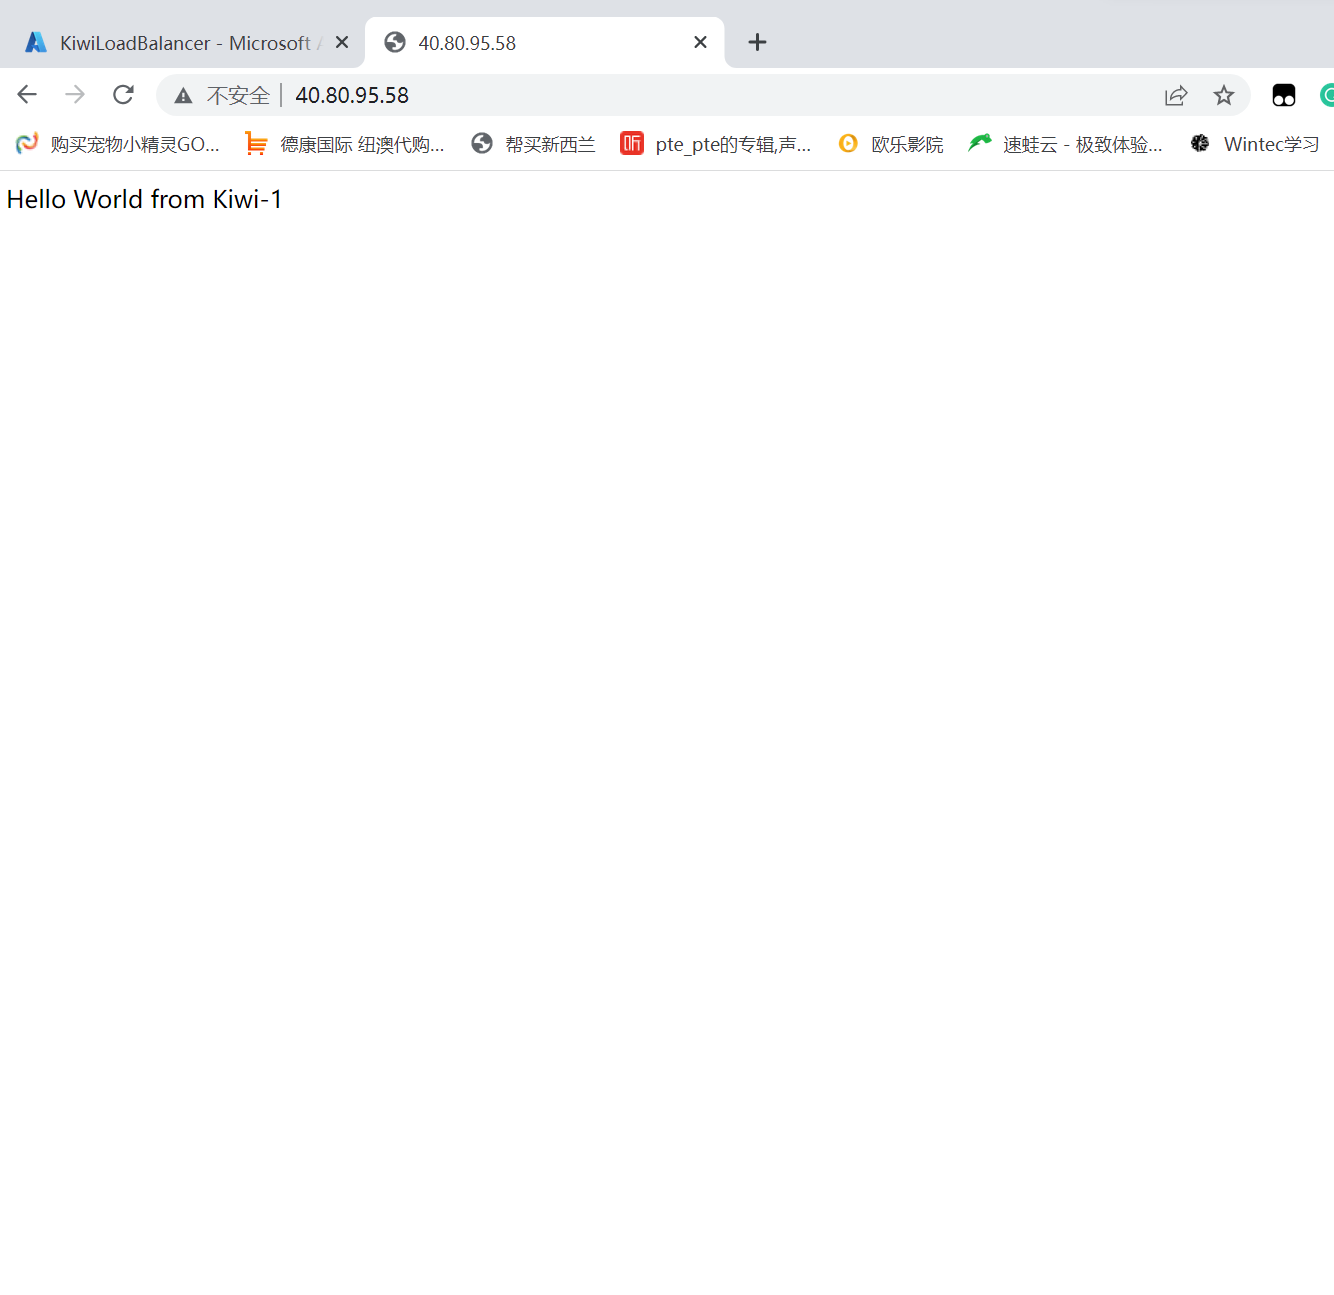 KiwiLoadBalancer - Microsoft
40.80.95.58
不安全
40.80.95.58
购买宠物小精灵GO...
德康国际 纽澳代购...
帮买新西兰
pte_pte的专辑,声...
欧乐影院
速蛙云 - 极致体验...
Wintec学习
Hello World from Kiwi-1